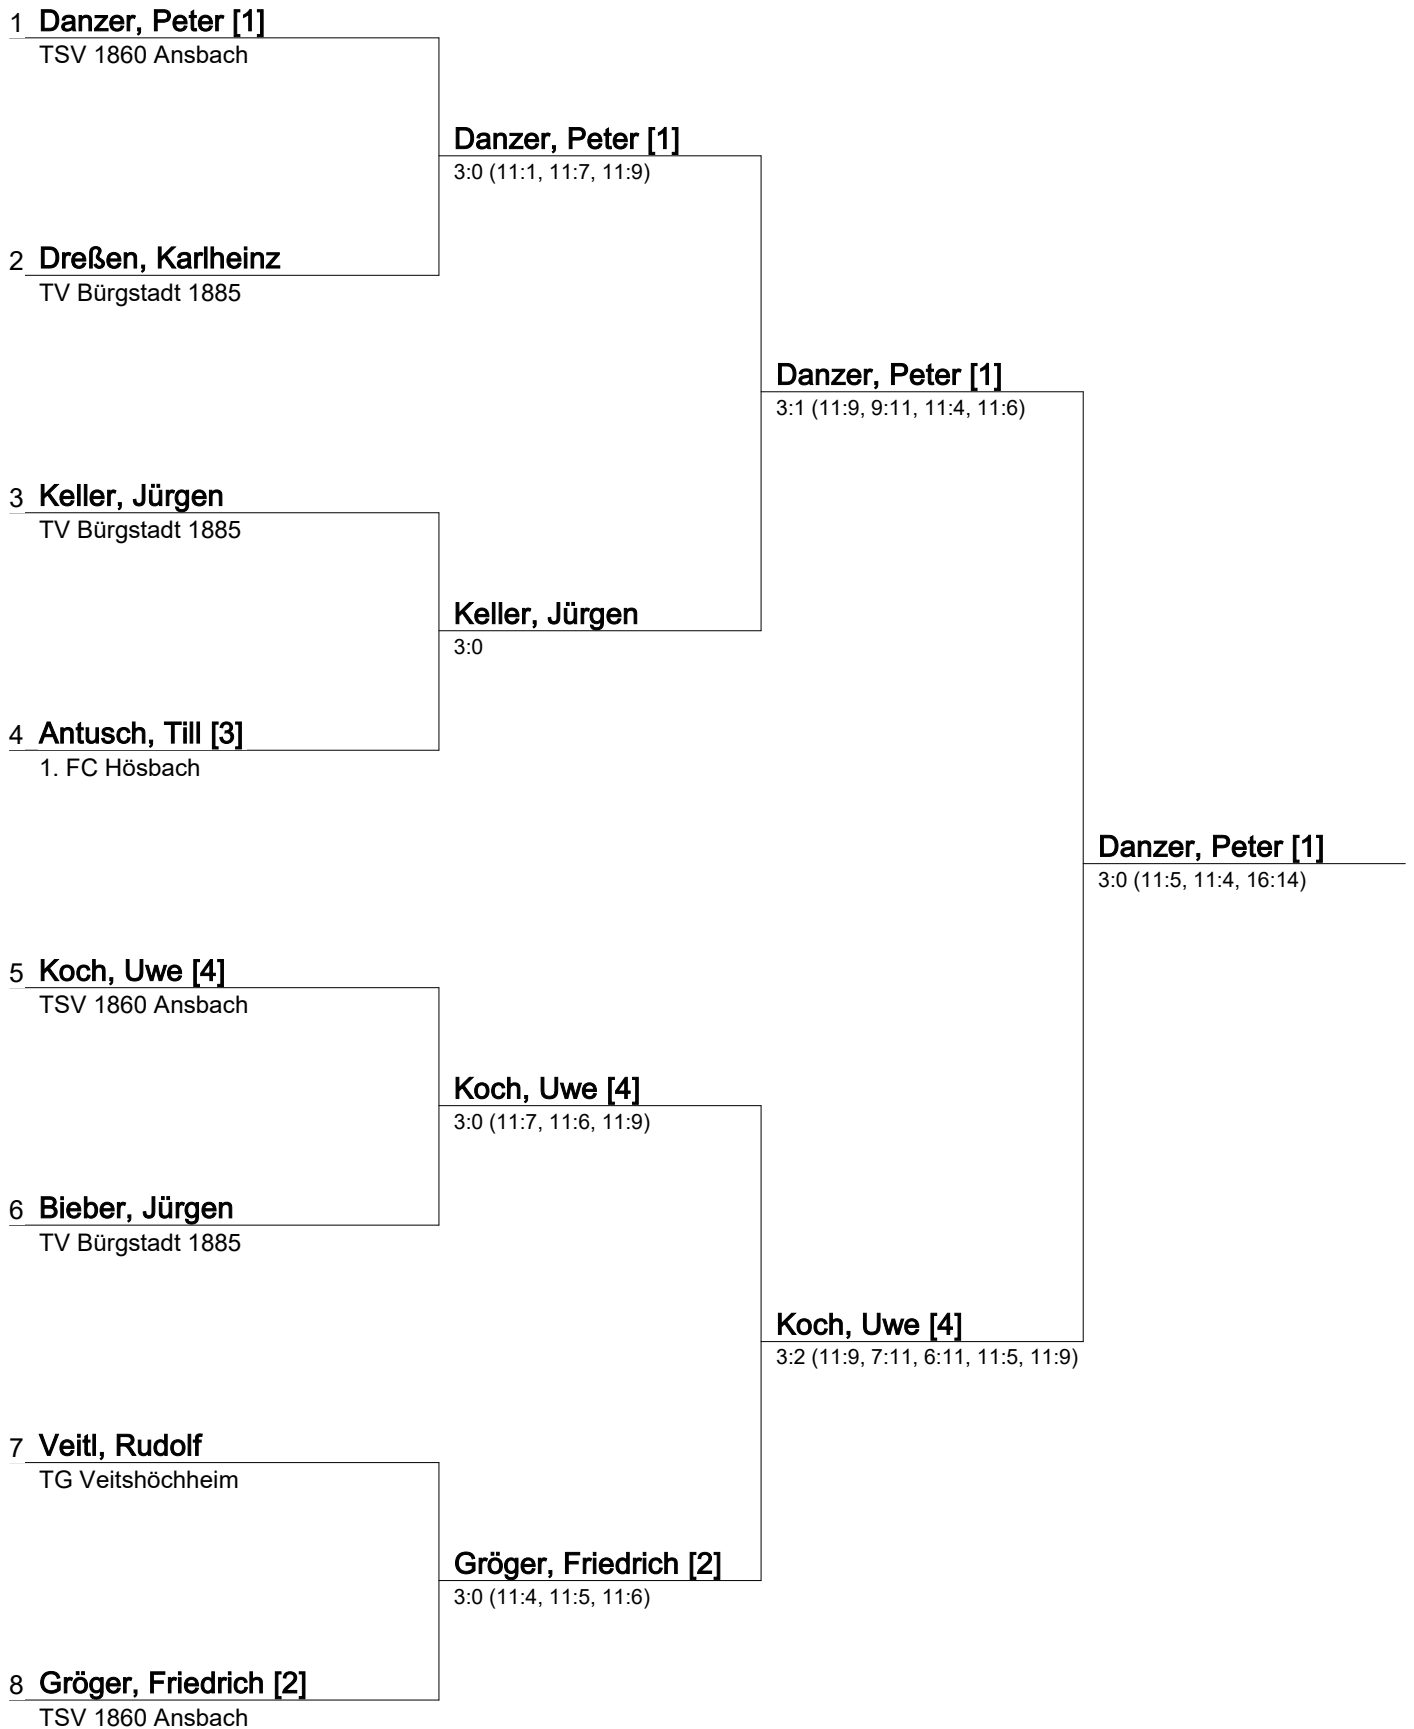 1 Danzer, Peter [1]
TSV 1860 Ansbach
Danzer, Peter [1]
3:0 (11:1, 11:7, 11:9)
2 Dreßen, Karlheinz
TV Bürgstadt 1885
Danzer, Peter [1]
3:1 (11:9, 9:11, 11:4, 11:6)
3 Keller, Jürgen
TV Bürgstadt 1885
Keller, Jürgen
3:0
4 Antusch, Till [3]
1. FC Hösbach
Danzer, Peter [1]
3:0 (11:5, 11:4, 16:14)
5 Koch, Uwe [4]
TSV 1860 Ansbach
Koch, Uwe [4]
3:0 (11:7, 11:6, 11:9)
6 Bieber, Jürgen
TV Bürgstadt 1885
Koch, Uwe [4]
3:2 (11:9, 7:11, 6:11, 11:5, 11:9)
7 Veitl, Rudolf
TG Veitshöchheim
Gröger, Friedrich [2]
3:0 (11:4, 11:5, 11:6)
8 Gröger, Friedrich [2]
TSV 1860 Ansbach